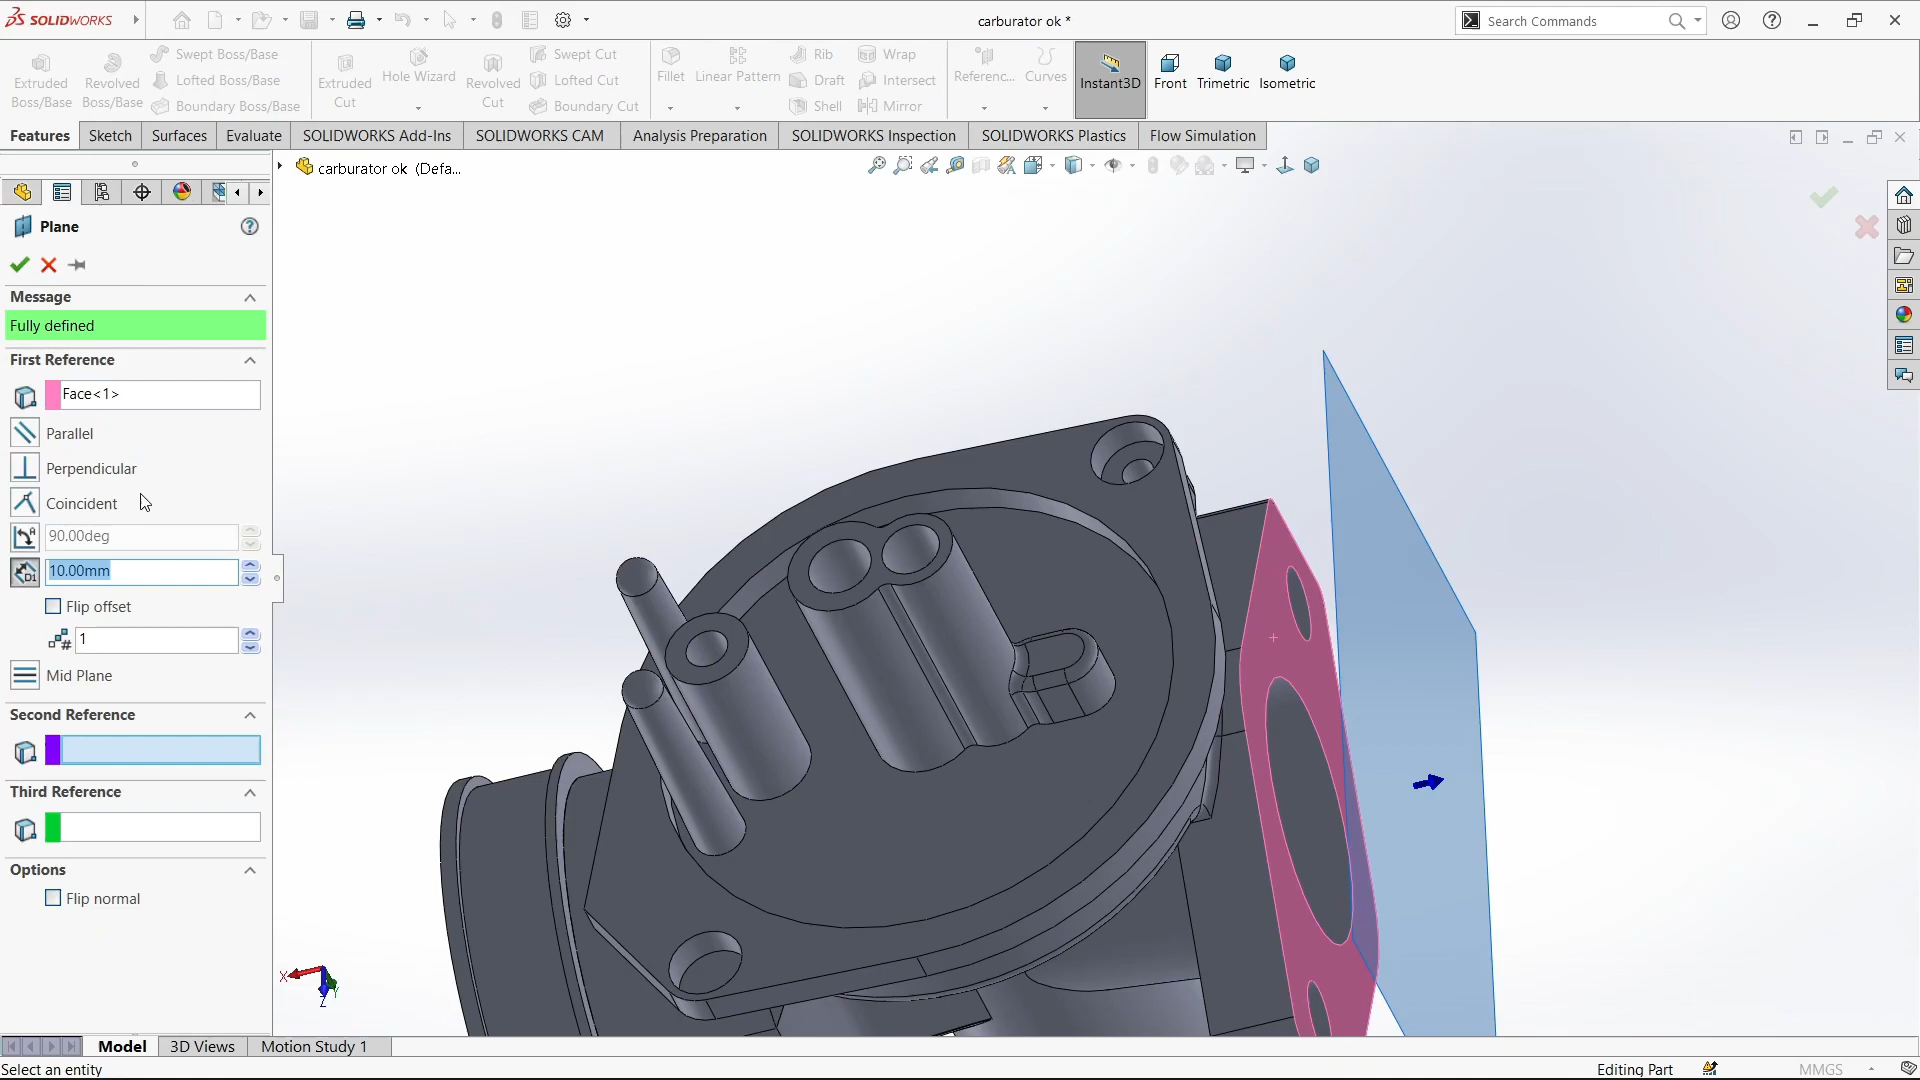 SOLIDWORKS
carburator ok *
Search Commands
Extruded Boss/Base
Revolved Boss/Base
Swept Boss/Base
Lofted Boss/Base
Boundary Boss/Base
Extruded Cut
Hole Wizard
Revolved Cut
Swept Cut
Lofted Cut
Boundary Cut
Fillet
Linear Pattern
Rib
Draft
Shell
Wrap
Intersect
Mirror
Referenc...
Curves
Instant3D
Front
Trimetric
Isometric
Features
Sketch
Surfaces
Evaluate
SOLIDWORKS Add-Ins
SOLIDWORKS CAM
Analysis Preparation
SOLIDWORKS Inspection
SOLIDWORKS Plastics
Flow Simulation
carburator ok (Defa...
Plane
Message
Fully defined
First Reference
Face<1>
Parallel
Perpendicular
Coincident
90.00deg
D1
10.00mm
Flip offset
# 1
Mid Plane
Second Reference
Third Reference
Options
Flip normal
X
Y
Z
Model
3D Views
Motion Study 1
Select an entity
Editing Part
MMGS